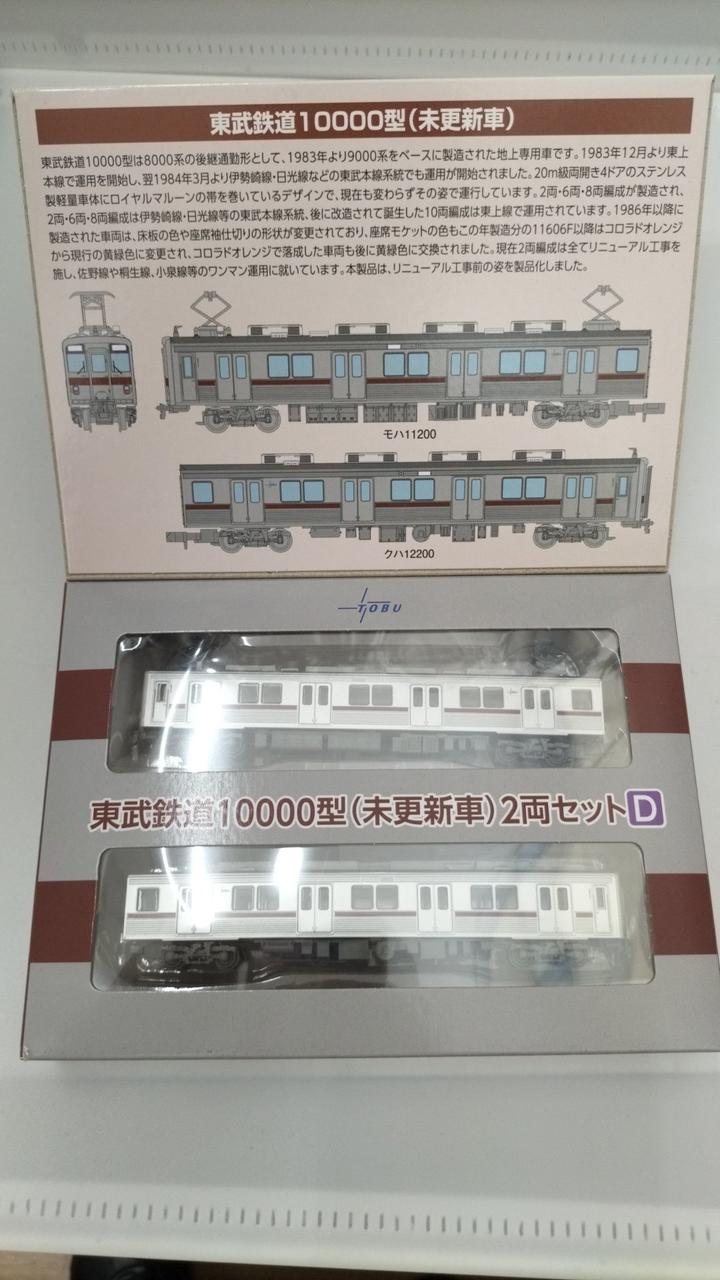 東武鉄道10000型(未更新車)
東武鉄道10000型は8000系の後継通勤形として、1983年より9000系をベースに製造された地上専用車です。1983年12月より東上
本線で運用を開始し、翌1984年3月より伊勢崎線・日光線などの東武本線系統でも運用が開始されました。20m級両開き4ドアのステンレス
製軽量車体にロイヤルマルーンの帯を巻いているデザインで、現在も変わらずその姿で運行しています。2両・6両・8両編成が製造され、
2両・6両・8両編成は伊勢崎線・日光線等の東武本線系統、後に改造されて誕生した10両編成は東上線で運用されています。1986年以降に
製造された車両は、床板の色や座席袖仕切りの形状が変更されており、座席モケットの色もこの年製造分の11606F以降はコロラドオレンジ
から現行の黄緑色に変更され、コロラドオレンジで落成した車両も後に黄緑色に交換されました。現在2両編成は全てリニューアル工事を
施し、佐野線や桐生線、小泉線等のワンマン運用に就いています。本製品は、リニューアル工事前の姿を製品化しました。
モハ11200
クハ12200
TOBU
東武鉄道10000型(未更新車)2両セットD